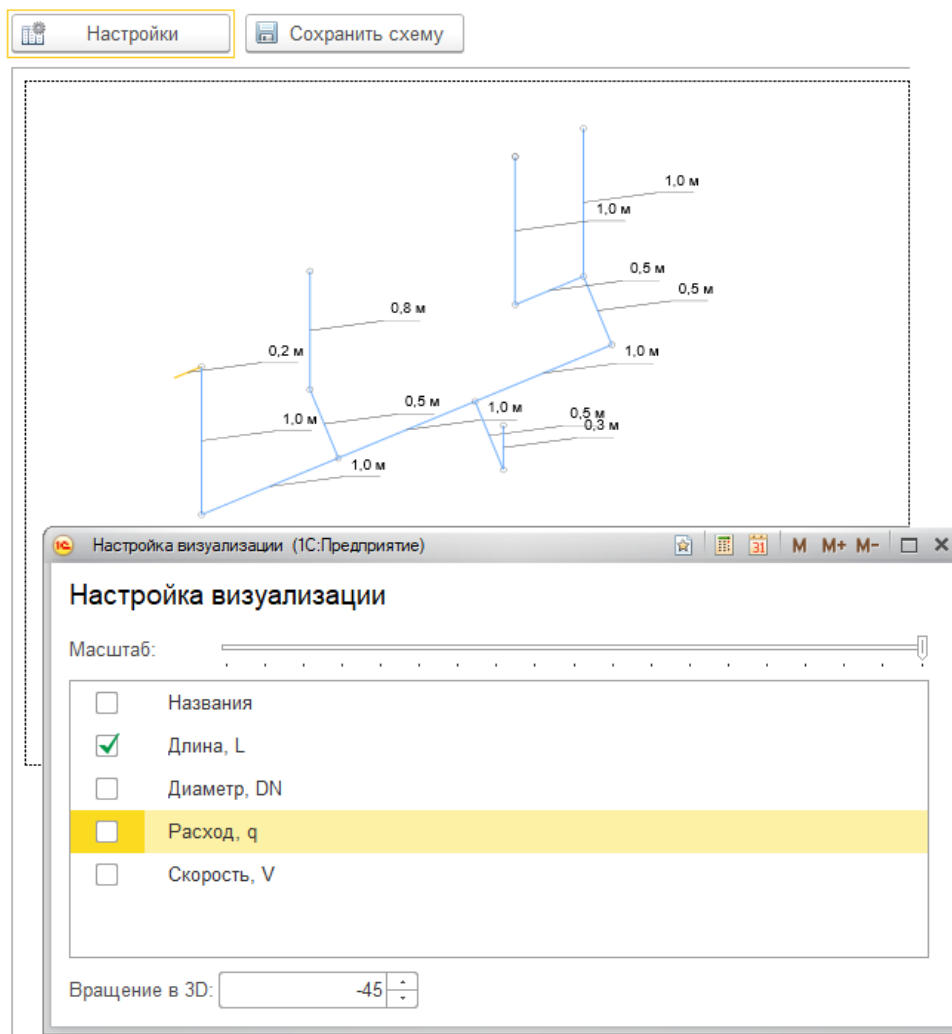 Настройки
Сохранить схему
1,0 м
1,0 м
0,5 м
0,5 м
0,8 м
0,2 м
1,0 м
0,5 м
1,0 м
0,5 м
0,3 м
1,0 м
1,0 м
1С Настройка визуализации (1С:Предприятие)
31 M M+ M-
Настройка визуализации
Масштаб:
Названия
Длина, L
Диаметр, DN
Расход, q
Скорость, V
Вращение в 3D: -45